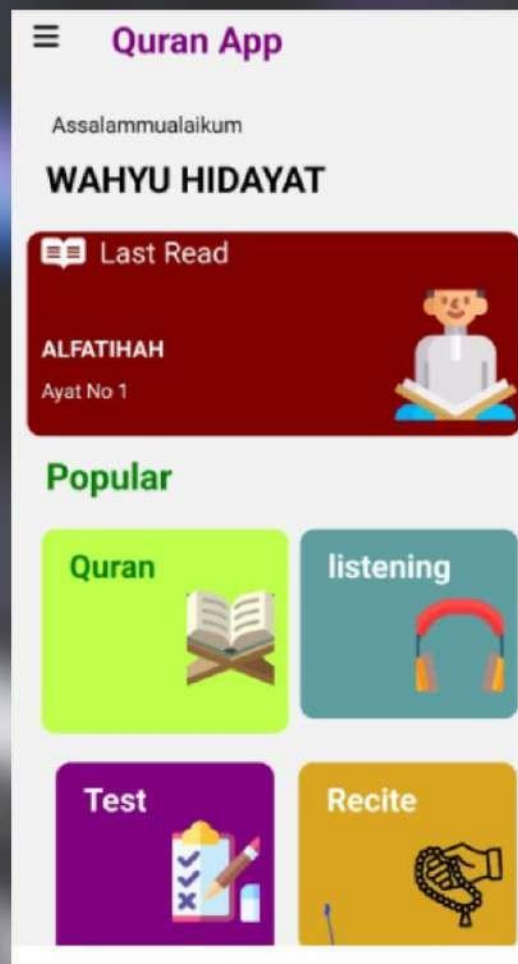 Quran App
Assalammualaikum
WAHYU HIDAYAT
Last Read
ALFATIHAH
Ayat No 1
Popular
Quran
listening
Test
Recite